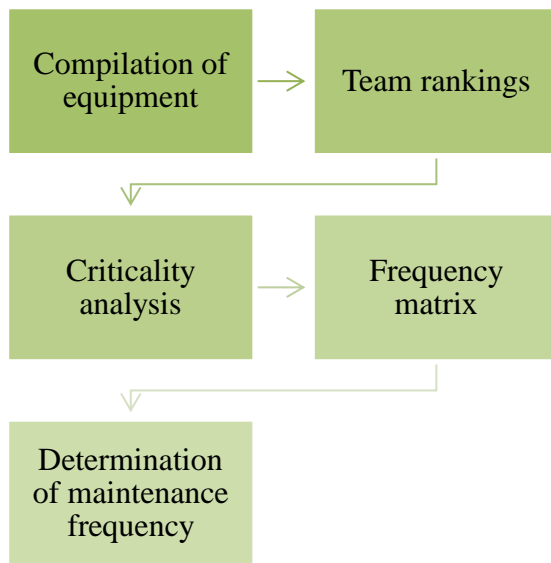 Compilation of
equipment
Team rankings
Criticality
analysis
Frequency
matrix
Determination
of maintenance
frequency